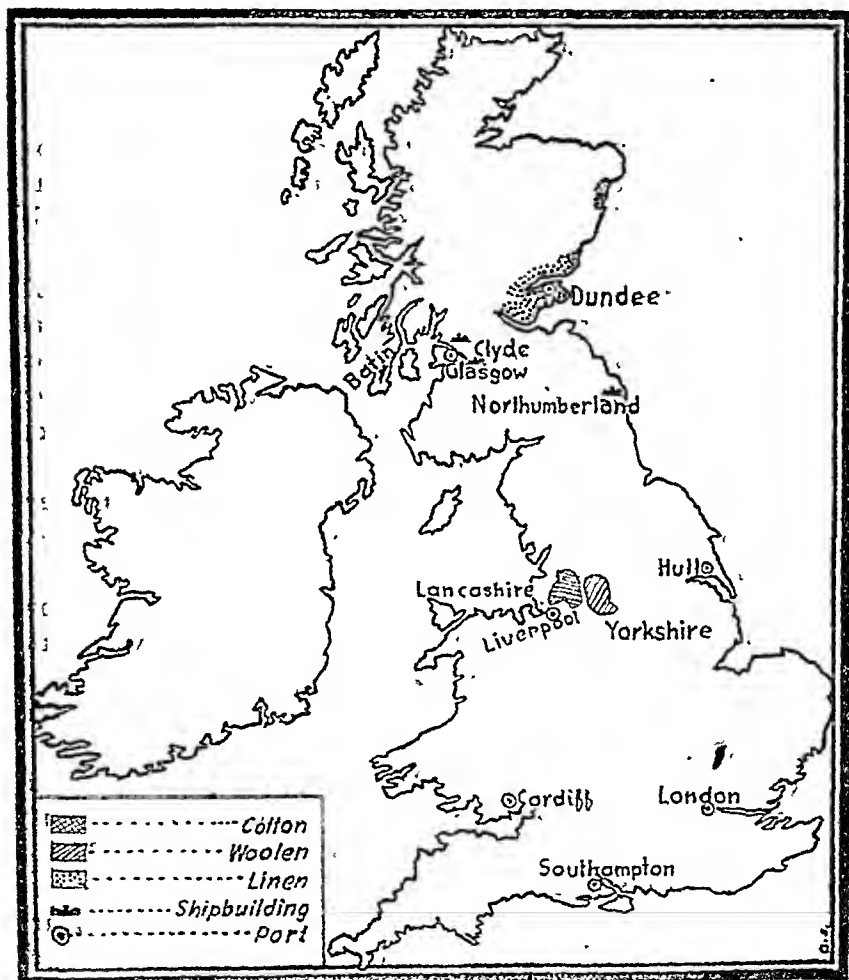 Dundee
Clyde
Glasgow
Northumberland
Hull
Lancashire
Liverpool
Yorkshire
Cardiff
London
Southampton
Cotton
Woolen
Linen
Shipbuilding
Port